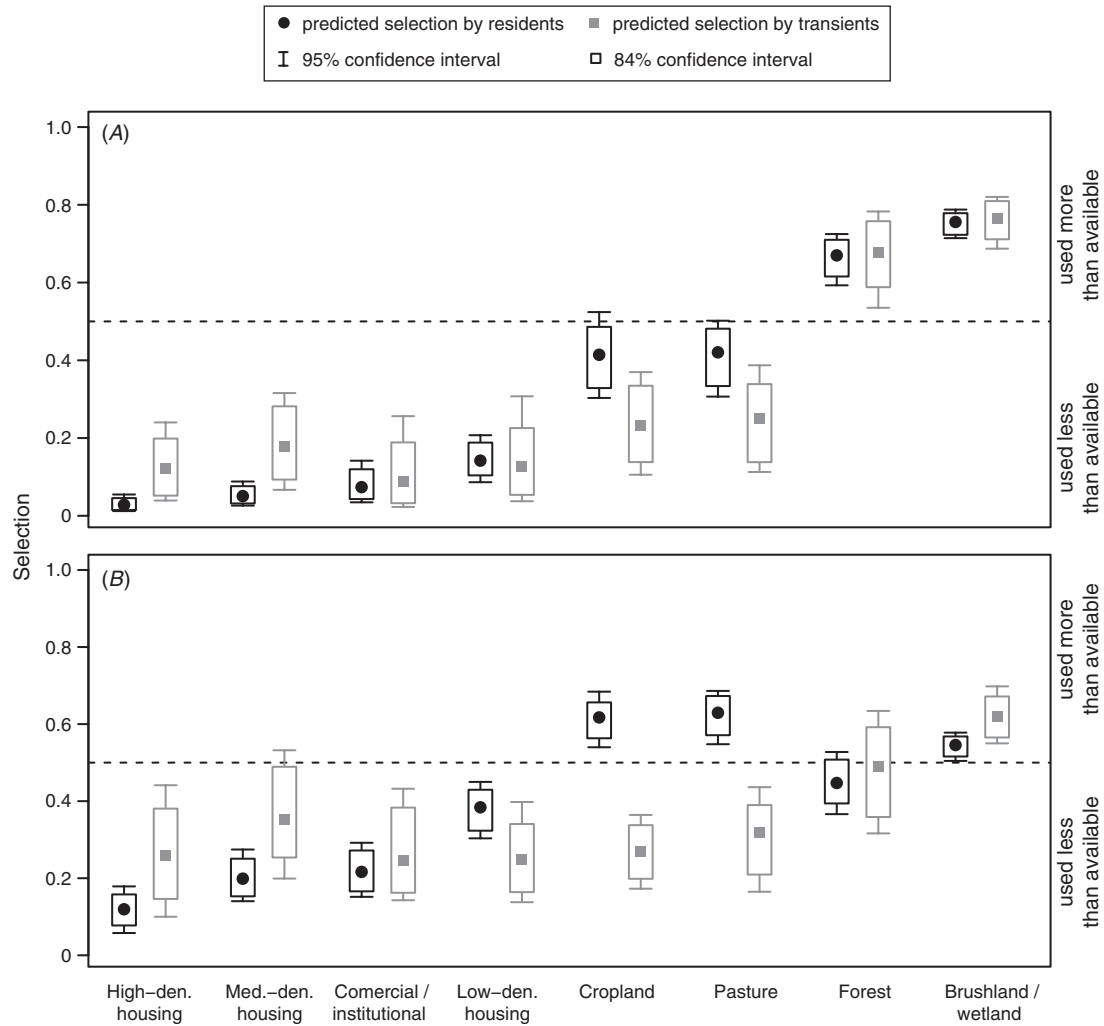 predicted selection by residents
predicted selection by transients
95% confidence interval
84% confidence interval
(A)
1.0
0.8
0.6
0.4
0.2
0
used more
than available
used less
than available
Selection
(B)
1.0
0.8
0.6
0.4
0.2
0
used more
than available
used less
than available
High–den.
housing
Med.–den.
housing
Comercial /
institutional
Low–den.
housing
Cropland
Pasture
Forest
Brushland /
wetland